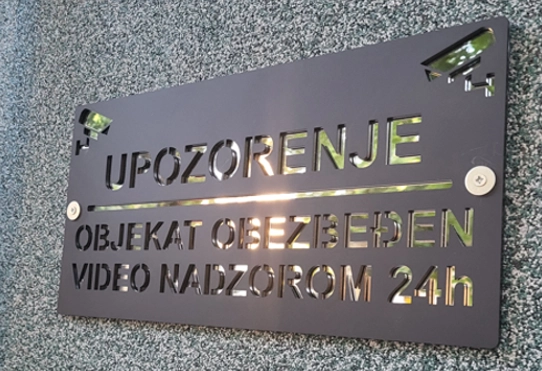 UPOZORENJE
OBJEKAT OBEZBEĐEN
VIDEO NADZOROM 24h